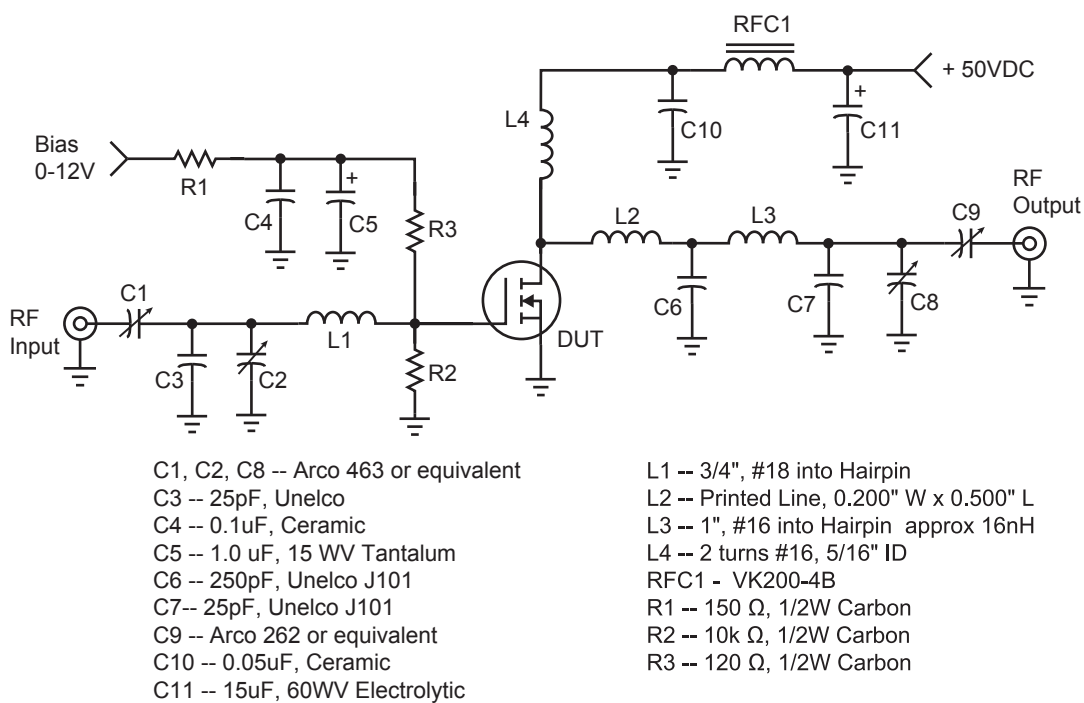 RFC1
+ 50VDC
L4
C10
+
C11
Bias
0-12V
R1
C4
+
C5
R3
L2
L3
C9
RF
Output
C6
C7
C8
RF
Input
C1
L1
DUT
C3
C2
R2
C1, C2, C8 -- Arco 463 or equivalent
C3 -- 25pF, Unelco
C4 -- 0.1uF, Ceramic
C5 -- 1.0 uF, 15 WV Tantalum
C6 -- 250pF, Unelco J101
C7-- 25pF, Unelco J101
C9 -- Arco 262 or equivalent
C10 -- 0.05uF, Ceramic
C11 -- 15uF, 60WV Electrolytic
L1 -- 3/4", #18 into Hairpin
L2 -- Printed Line, 0.200" W x 0.500" L
L3 -- 1", #16 into Hairpin approx 16nH
L4 -- 2 turns #16, 5/16" ID
RFC1 - VK200-4B
R1 -- 150 Ω, 1/2W Carbon
R2 -- 10k Ω, 1/2W Carbon
R3 -- 120 Ω, 1/2W Carbon